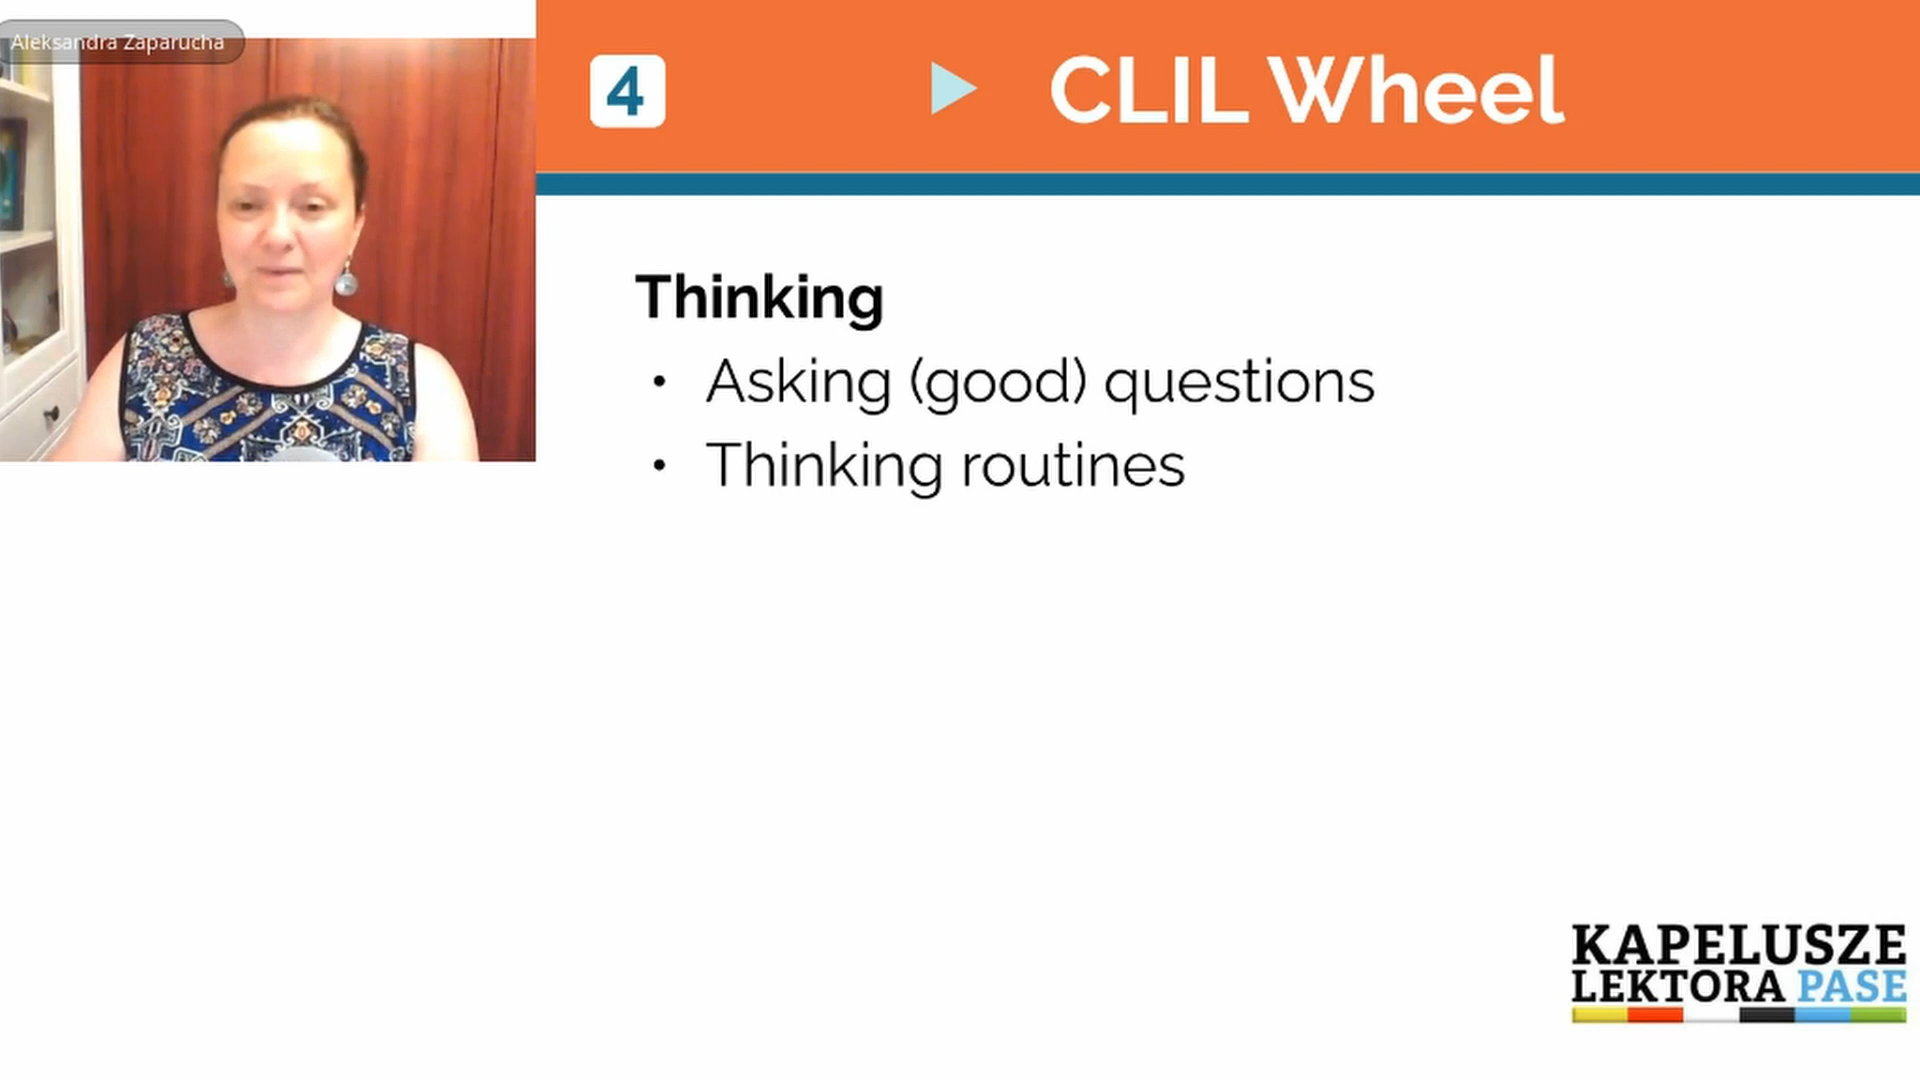 Aleksandra Zaparucha
4
CLIL Wheel
Thinking
• Asking (good) questions
• Thinking routines
KAPELUSZE
LEKTORA PASE